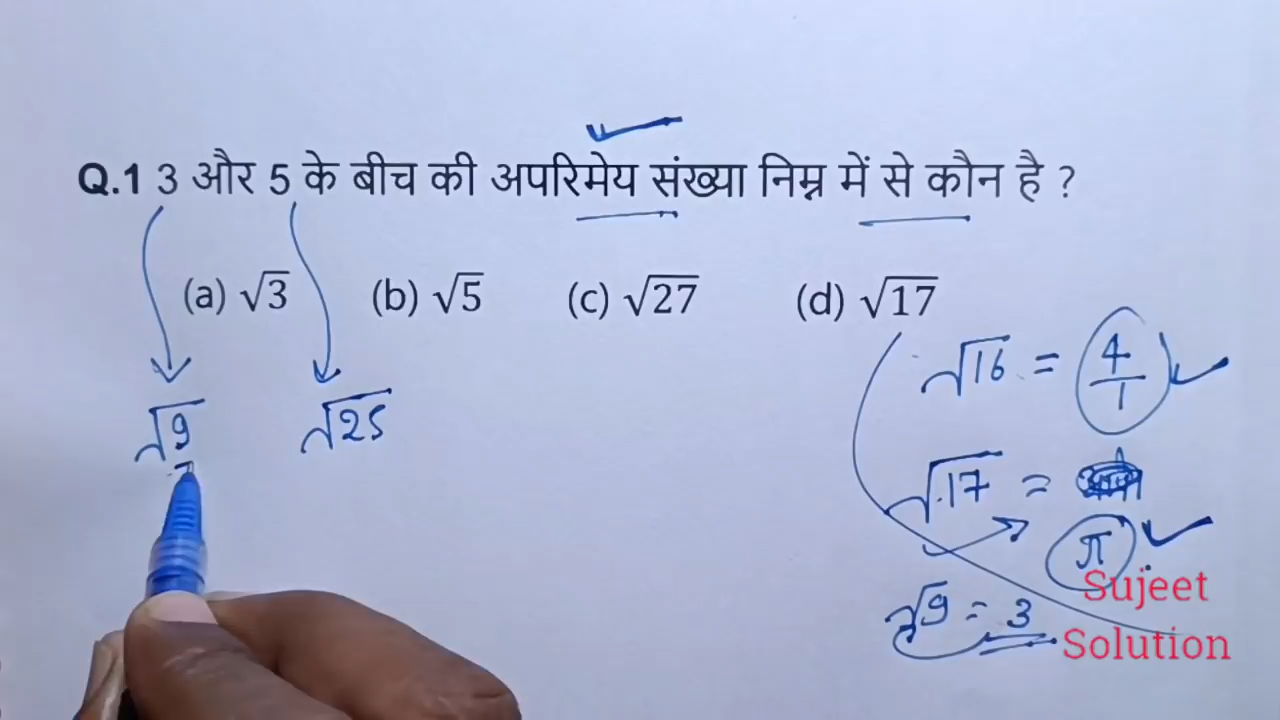 Q.1 3 और 5 के बीच की अपरिमेय संख्या निम्न में से कौन है ?
(a) √3 (b) √5 (c) √27 (d) √17
√16 = 4/1
√9 √25
√17 =
π
√9 = 3
Sujeet
Solution